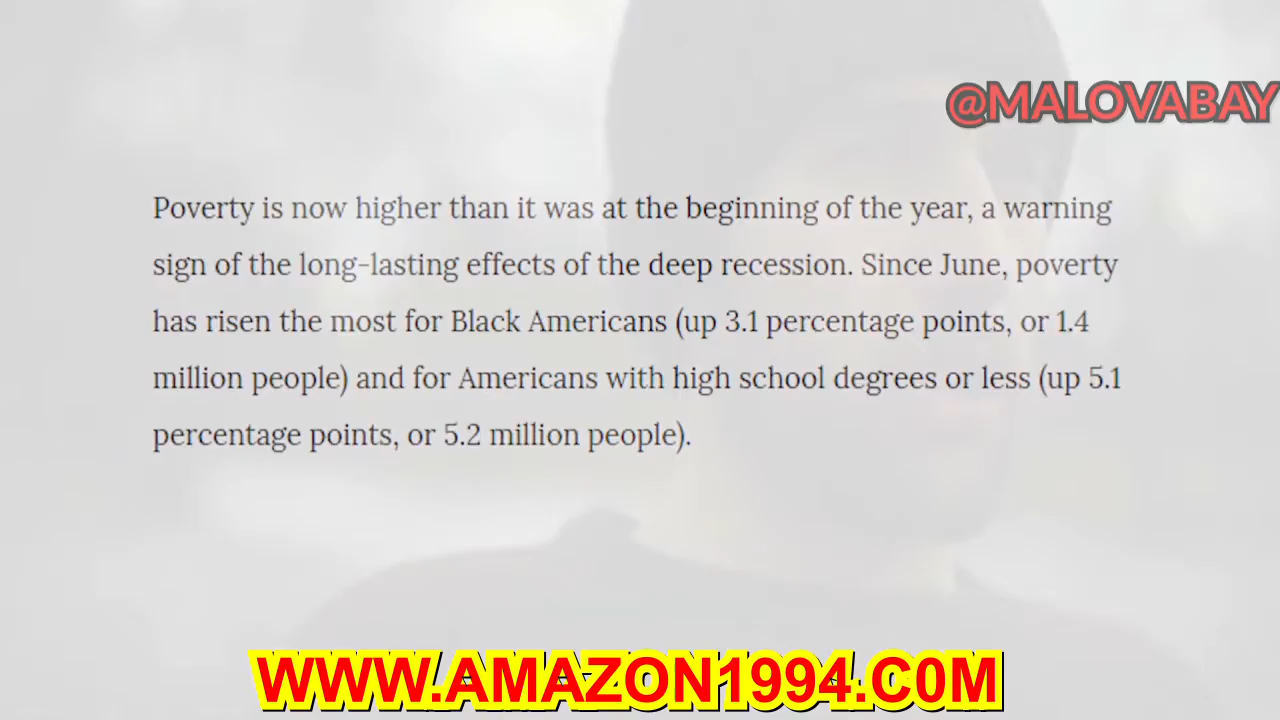 @MALOVABAY
Poverty is now higher than it was at the beginning of the year, a warning
sign of the long-lasting effects of the deep recession. Since June, poverty
has risen the most for Black Americans (up 3.1 percentage points, or 1.4
million people) and for Americans with high school degrees or less (up 5.1
percentage points, or 5.2 million people).
WWW.AMAZON1994.C0M